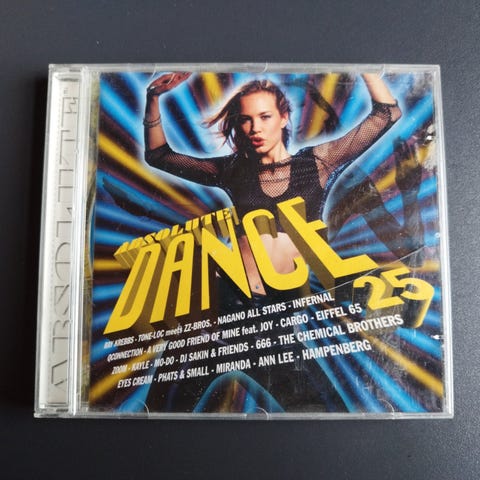 ABSOLUTE
ABSOLUTE
DANCE
25
KIM KREBBS - TONE-LOC meets ZZ-BROS. - NAGANO ALL STARS - INFERNAL
QCONNECTION - A VERY GOOD FRIEND OF MINE feat. JOY - CARGO - EIFFEL 65
ZOOM - KAYLE - MO-DO - DJ SAKIN & FRIENDS - 666 - THE CHEMICAL BROTHERS
EYES CREAM - PHATS & SMALL - MIRANDA - ANN LEE - HAMPENBERG